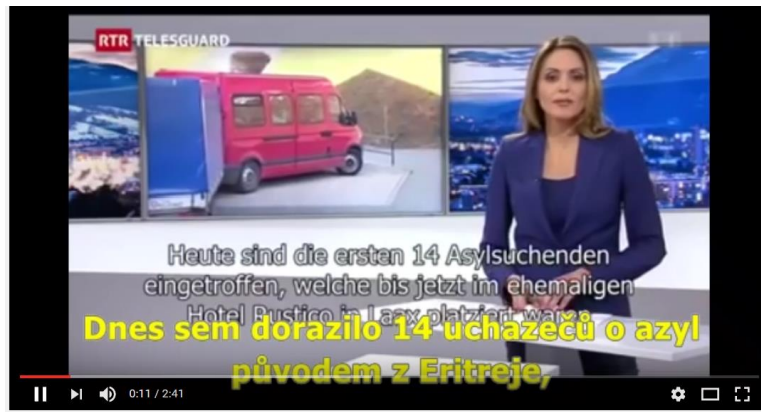 RTR TELESGUARD
Heute sind die ersten 14 Asylsuchenden
eingetroffen, welche bis jetzt im ehemaligen
Hotel Rustico in Laax platziert
Dnes sem dorazilo 14 uchazečů o azyl
původem z Eritreje,
0:11 / 2:41